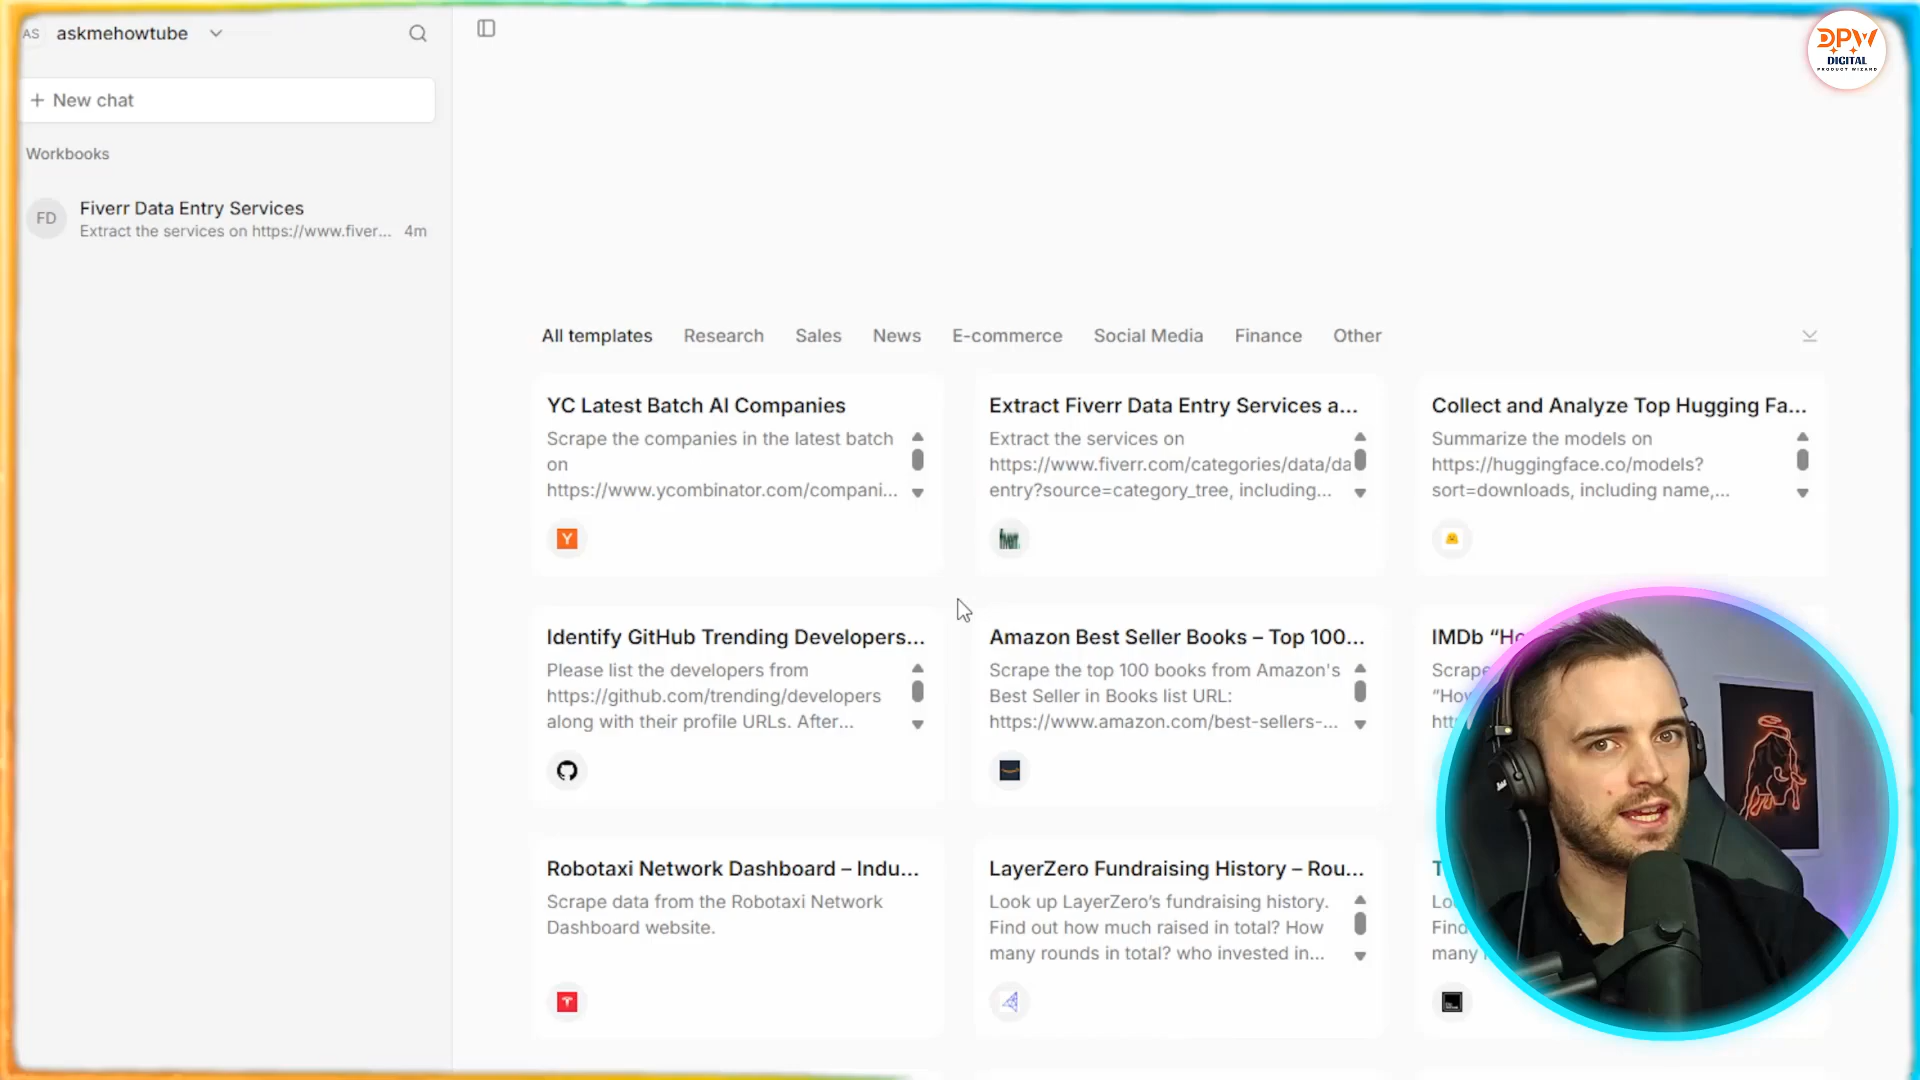 AS askmehowtube
+ New chat
Workbooks
FD
Fiverr Data Entry Services
Extract the services on https://www.fiver... 4m
DPW
DIGITAL
PRODUCT WIZARD
All templates Research Sales News E-commerce Social Media Finance Other
YC Latest Batch AI Companies
Scrape the companies in the latest batch
on
https://www.ycombinator.com/compani...
Y
Extract Fiverr Data Entry Services a...
Extract the services on
https://www.fiverr.com/categories/data/da
entry?source=category_tree, including...
fiverr
Collect and Analyze Top Hugging Fa...
Summarize the models on
https://huggingface.co/models?
sort=downloads, including name,...
Identify GitHub Trending Developers...
Please list the developers from
https://github.com/trending/developers
along with their profile URLs. After...
Amazon Best Seller Books – Top 100...
Scrape the top 100 books from Amazon's
Best Seller in Books list URL:
https://www.amazon.com/best-sellers-...
IMDb “Ho
Scrape
“Hov
htt
Robotaxi Network Dashboard – Indu...
Scrape data from the Robotaxi Network
Dashboard website.
LayerZero Fundraising History – Rou...
Look up LayerZero’s fundraising history.
Find out how much raised in total? How
many rounds in total? who invested in...
T
Lo
Find
many